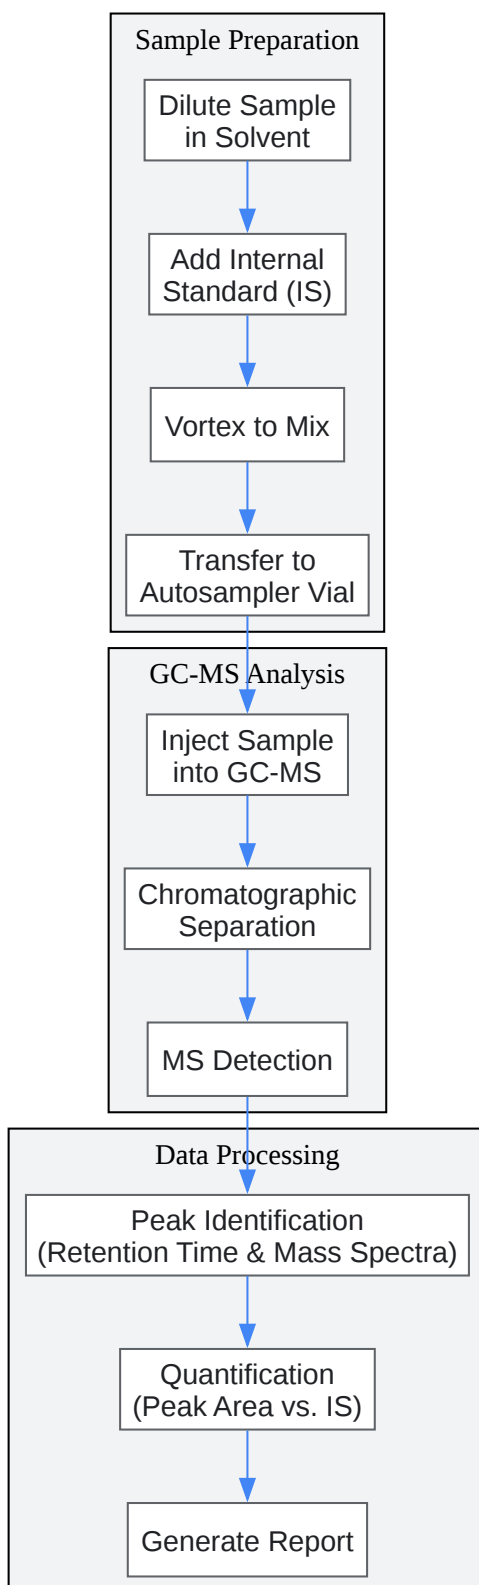 Sample Preparation
Dilute Sample
in Solvent
Add Internal
Standard (IS)
Vortex to Mix
Transfer to
Autosampler Vial
GC-MS Analysis
Inject Sample
into GC-MS
Chromatographic
Separation
MS Detection
Data Processing
Peak Identification
(Retention Time & Mass Spectra)
Quantification
(Peak Area vs. IS)
Generate Report